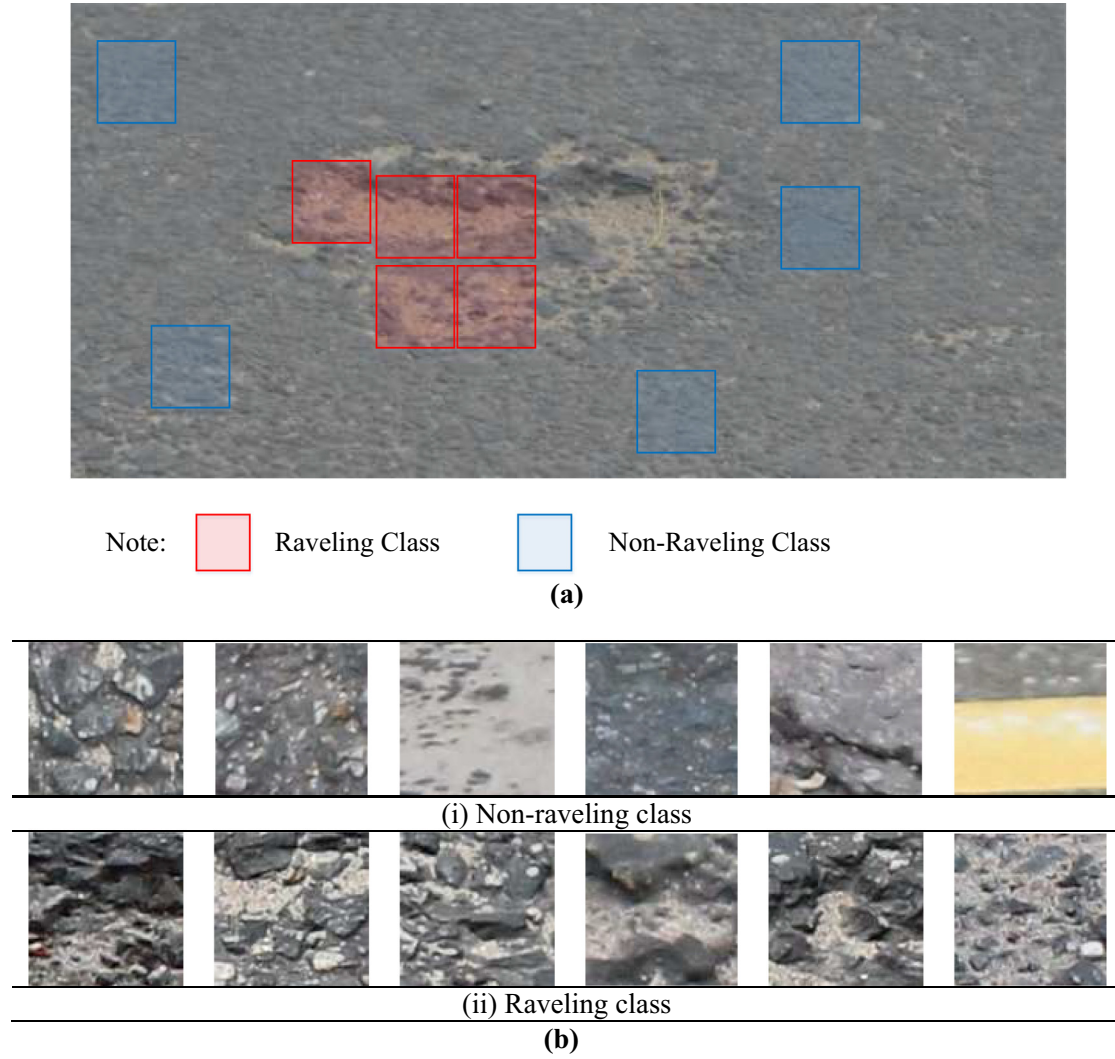 Note: Raveling Class Non-Raveling Class
(a)
(i) Non-raveling class
(ii) Raveling class
(b)